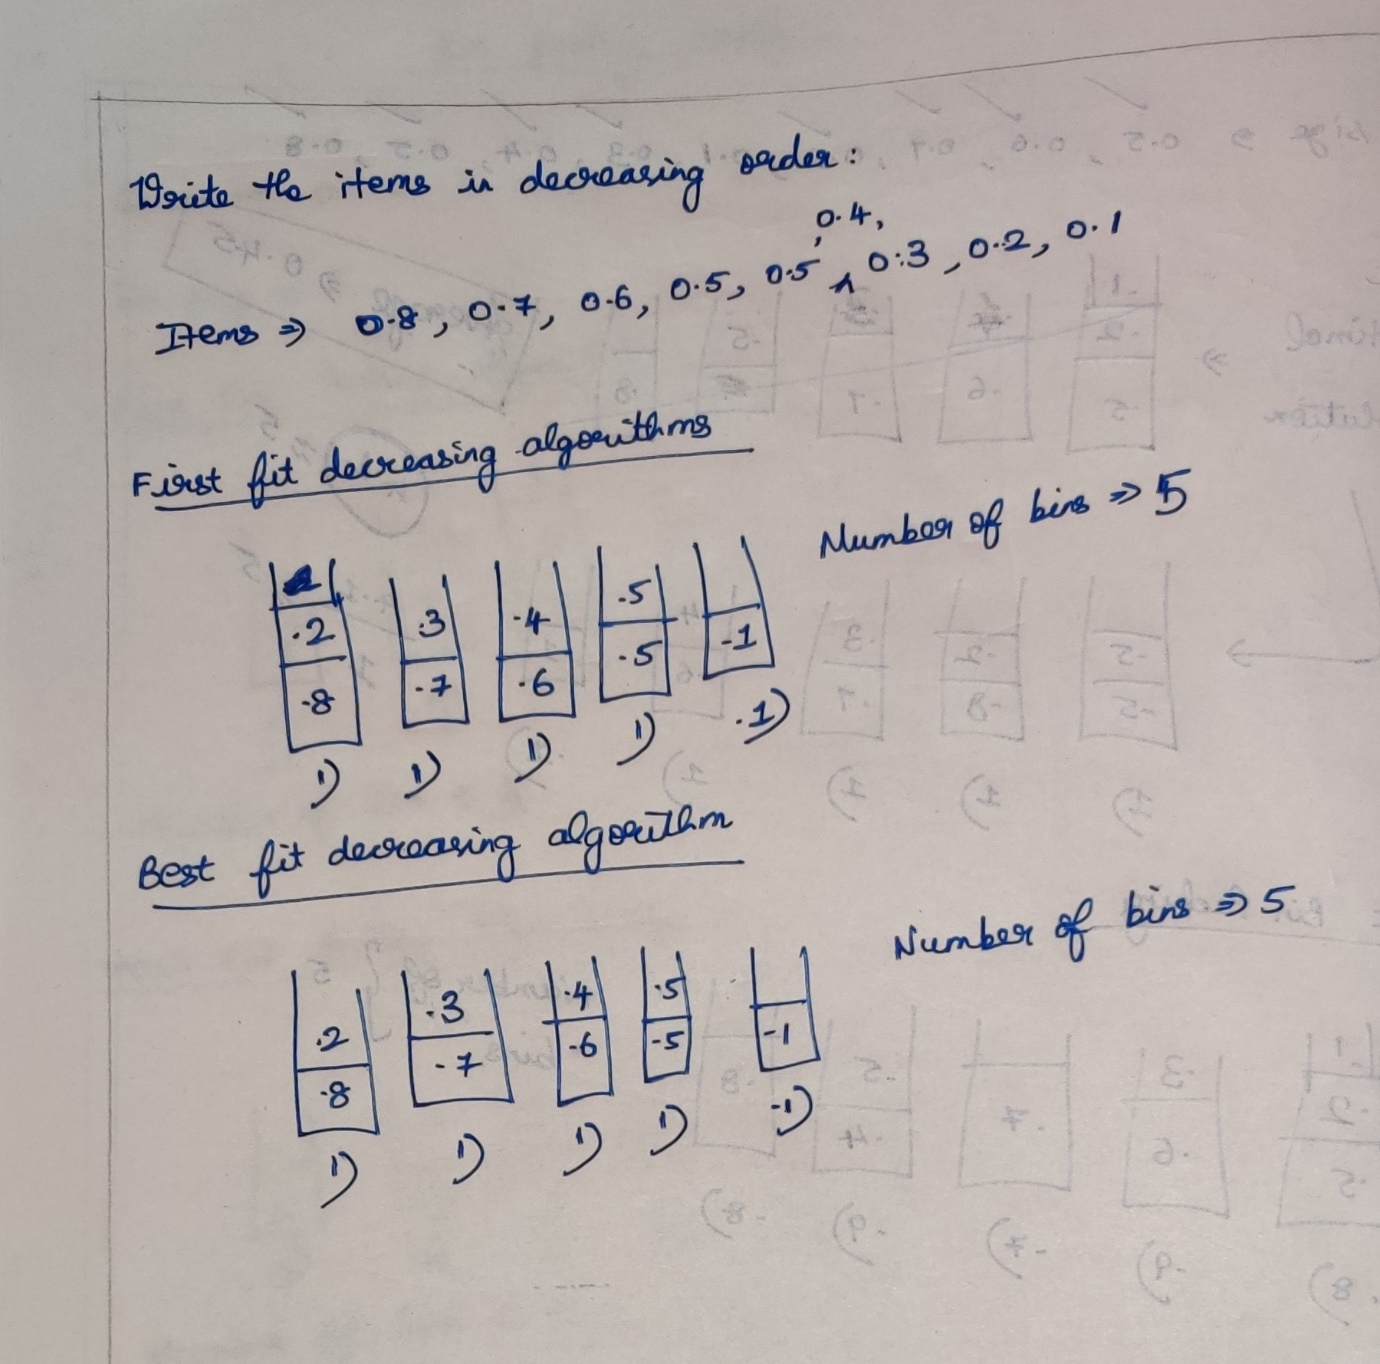 Write the items in decreasing order:
0.4,
Items ⇒ 0.8, 0.7, 0.6, 0.5, 0.5, 0.3, 0.2, 0.1
First fit decreasing algorithms
Number of bins ⇒ 5
.2 .3 .4 .5
.8 .7 .6 .5 .1
1) 1) 1) 1) .1)
Best fit decreasing algorithm
Number of bins ⇒ 5
.2 .3 .4 .5
.8 .7 .6 .5 .1
1) 1) 1) 1) .1)